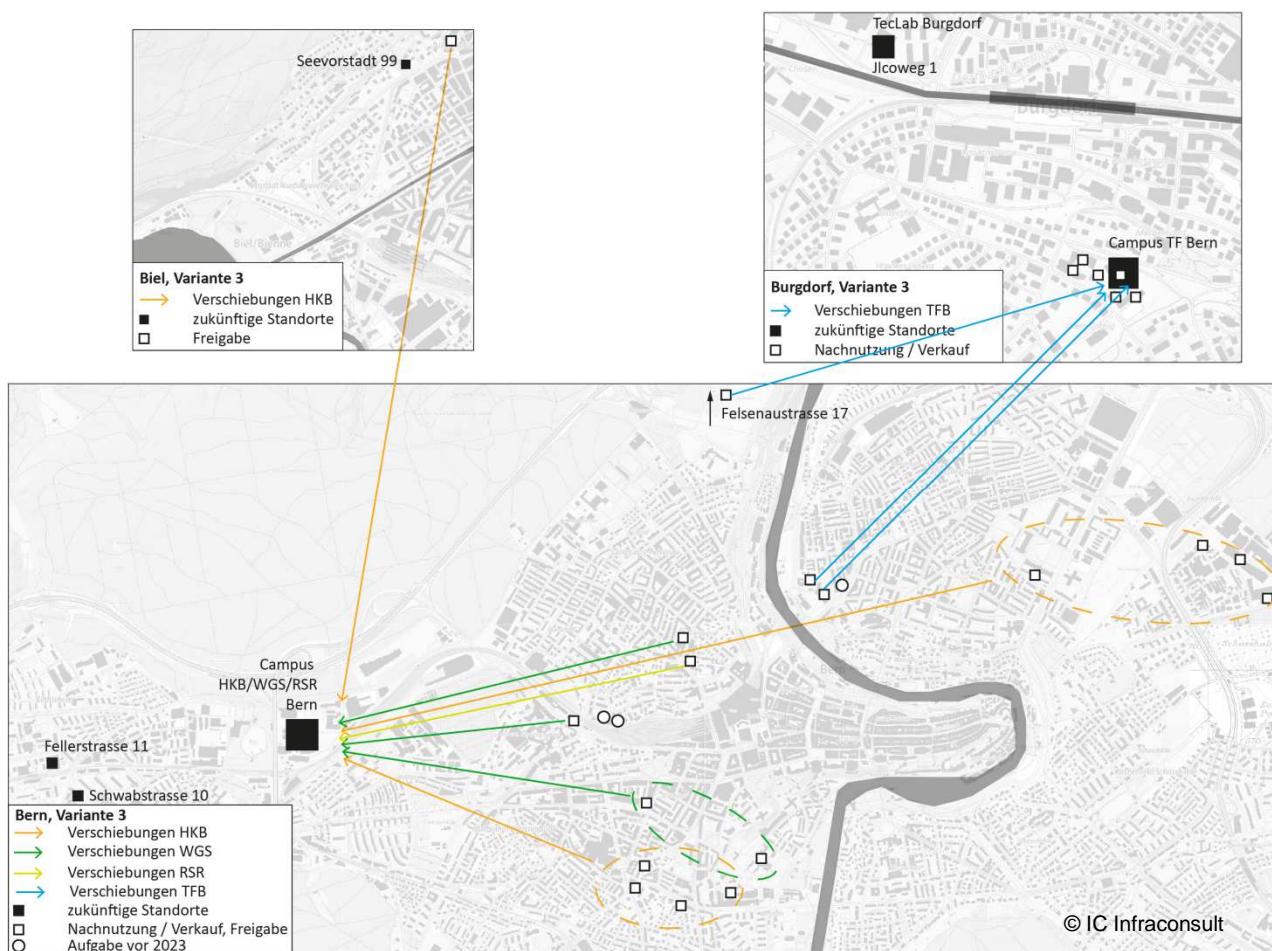 Seevorstadt 99
Biel/Bienne
Biel, Variante 3
Verschiebungen HKB
zukünftige Standorte
Freigabe
TecLab Burgdorf
Jlcoweg 1
Burgdorf
Campus TF Bern
Burgdorf, Variante 3
Verschiebungen TFB
zukünftige Standorte
Nachnutzung / Verkauf
Felsenaustrasse 17
Campus
HKB/WGS/RSR
Bern
Fellerstrasse 11
Schwabstrasse 10
Bern, Variante 3
Verschiebungen HKB
Verschiebungen WGS
Verschiebungen RSR
Verschiebungen TFB
zukünftige Standorte
Nachnutzung / Verkauf, Freigabe
Aufgabe vor 2023
© IC Infraconsult